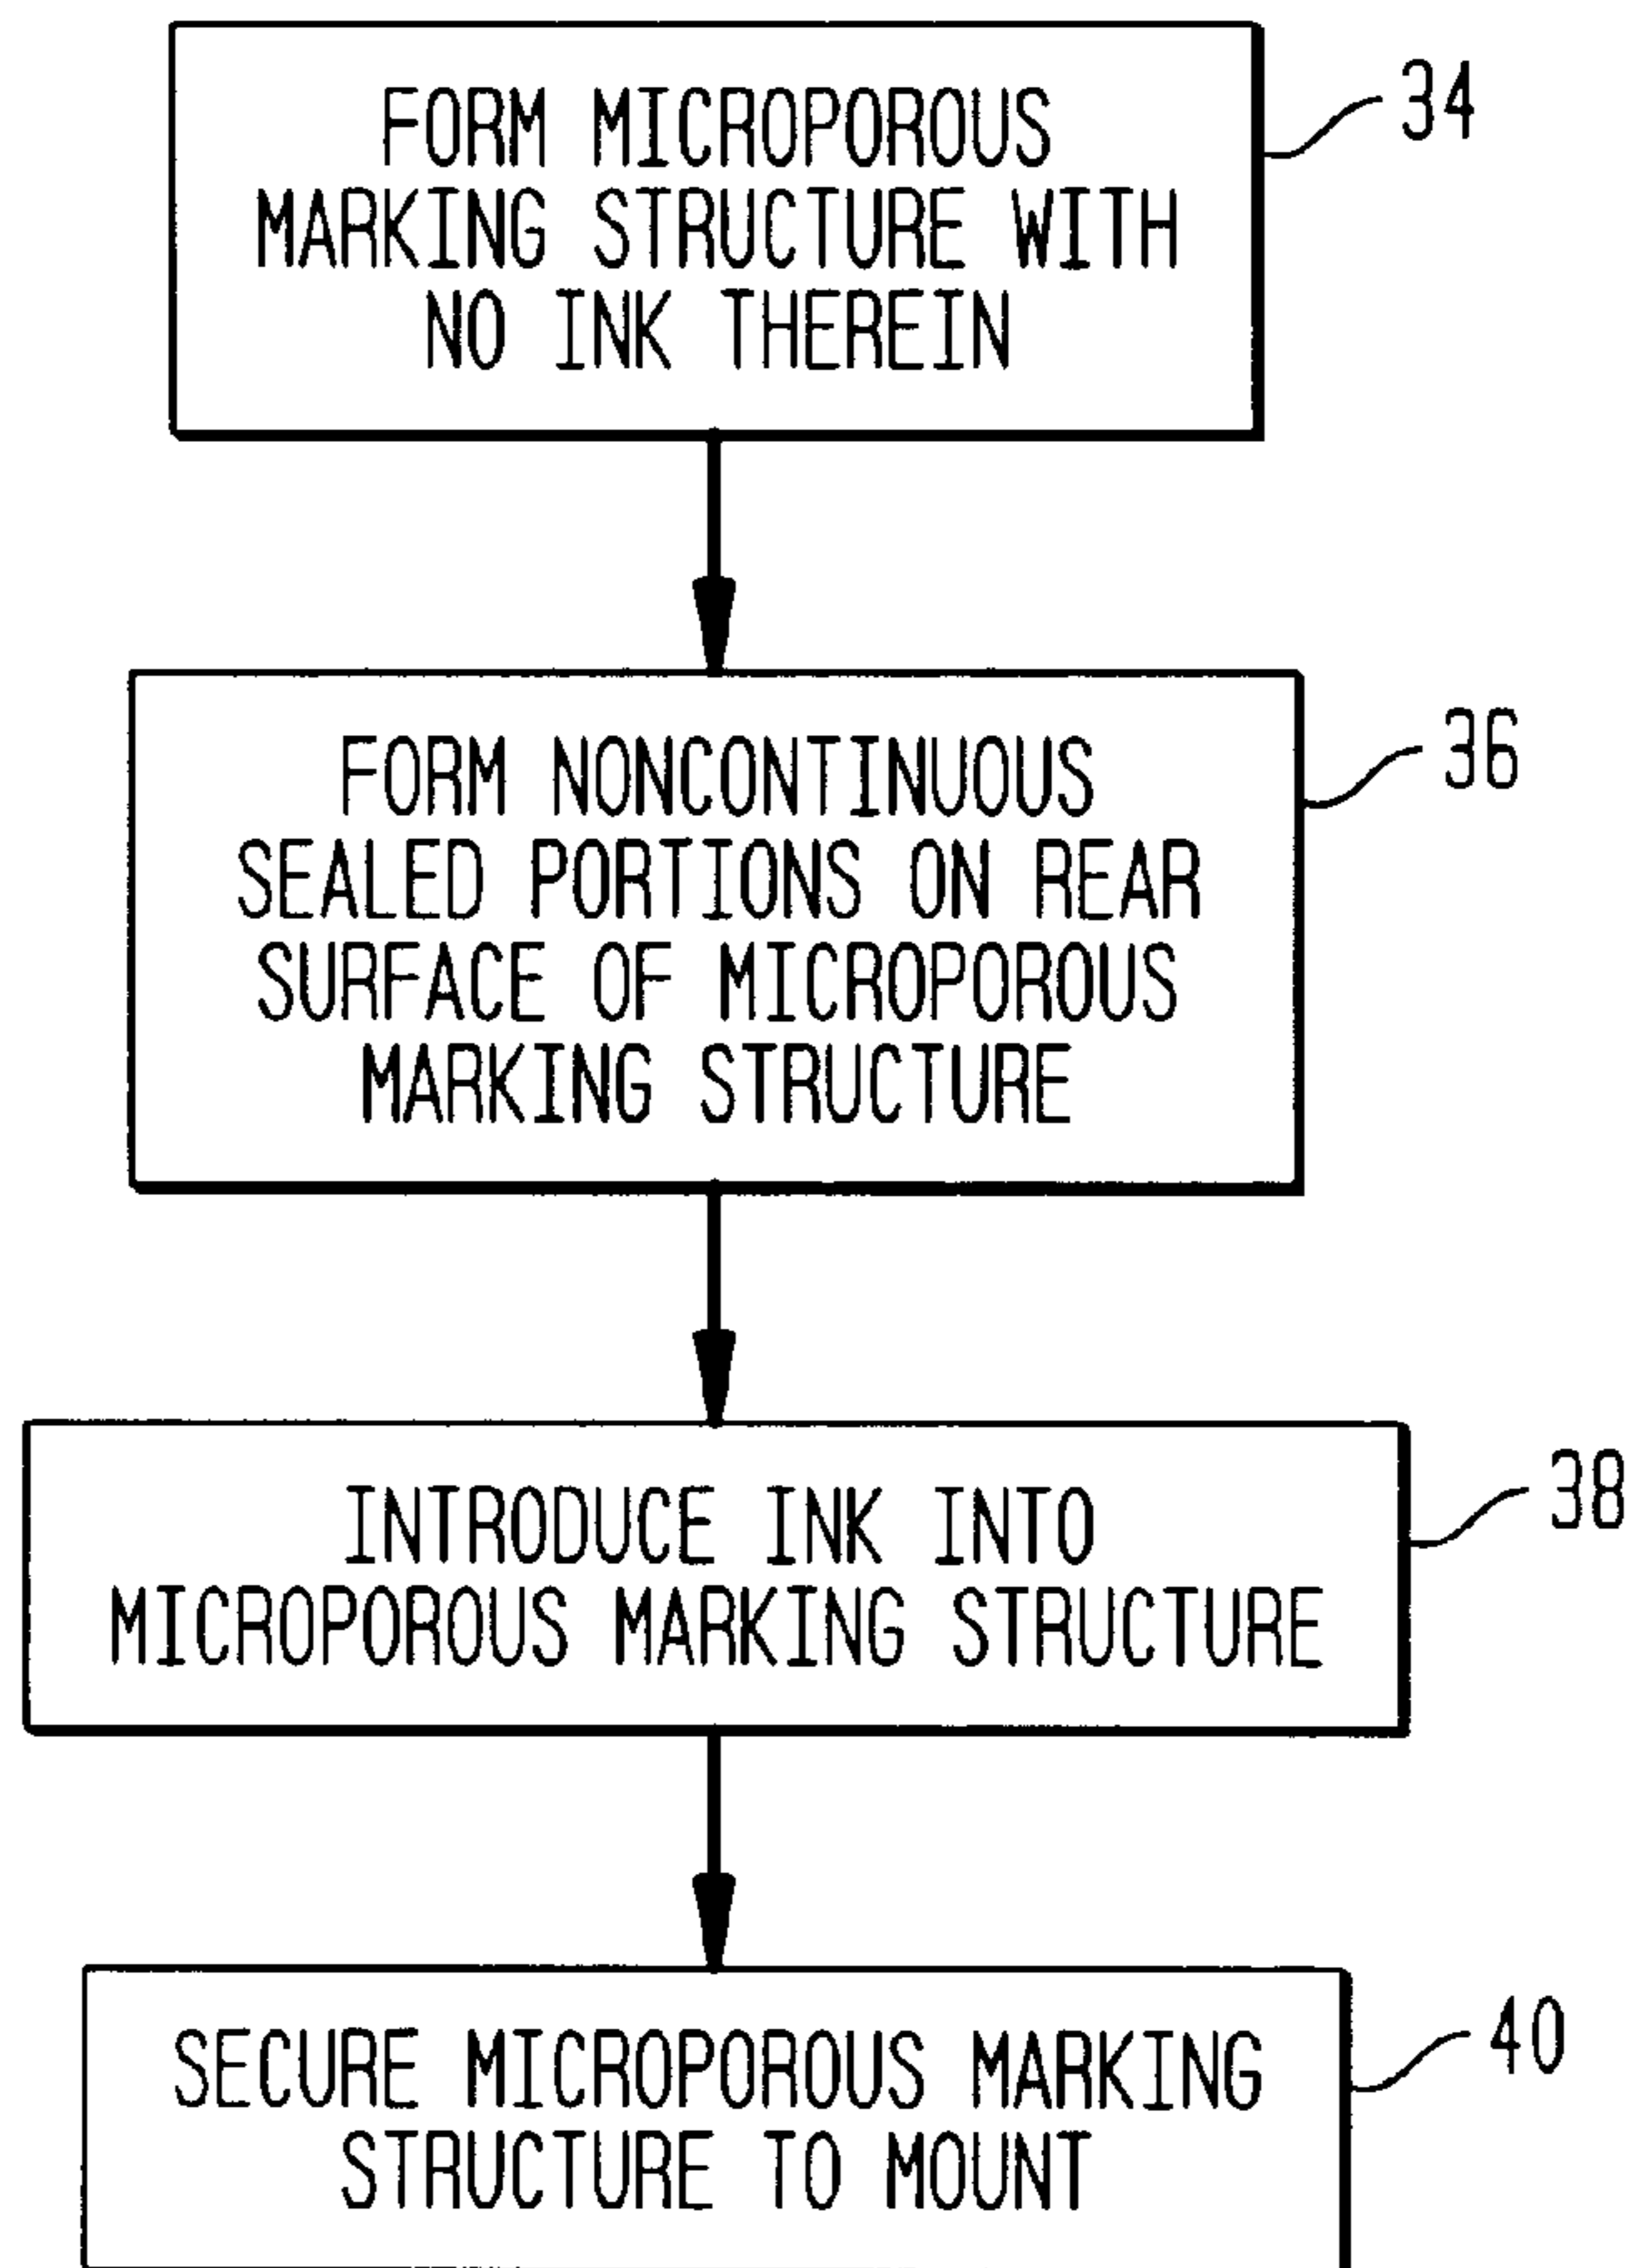 FORM MICROPOROUS
MARKING STRUCTURE WITH
NO INK THEREIN
34
FORM NONCONTINUOUS
SEALED PORTIONS ON REAR
SURFACE OF MICROPOROUS
MARKING STRUCTURE
36
INTRODUCE INK INTO
MICROPOROUS MARKING STRUCTURE
38
SECURE MICROPOROUS MARKING
STRUCTURE TO MOUNT
40